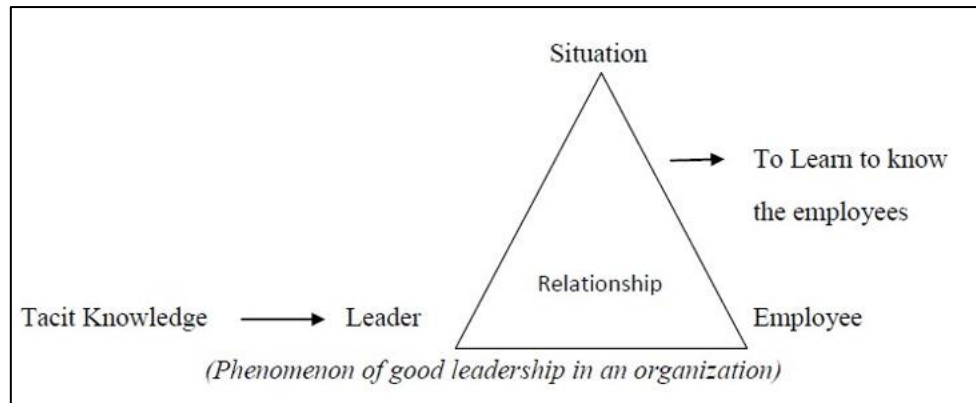 Situation
To Learn to know
the employees
Relationship
Tacit Knowledge
Leader
Employee
(Phenomenon of good leadership in an organization)